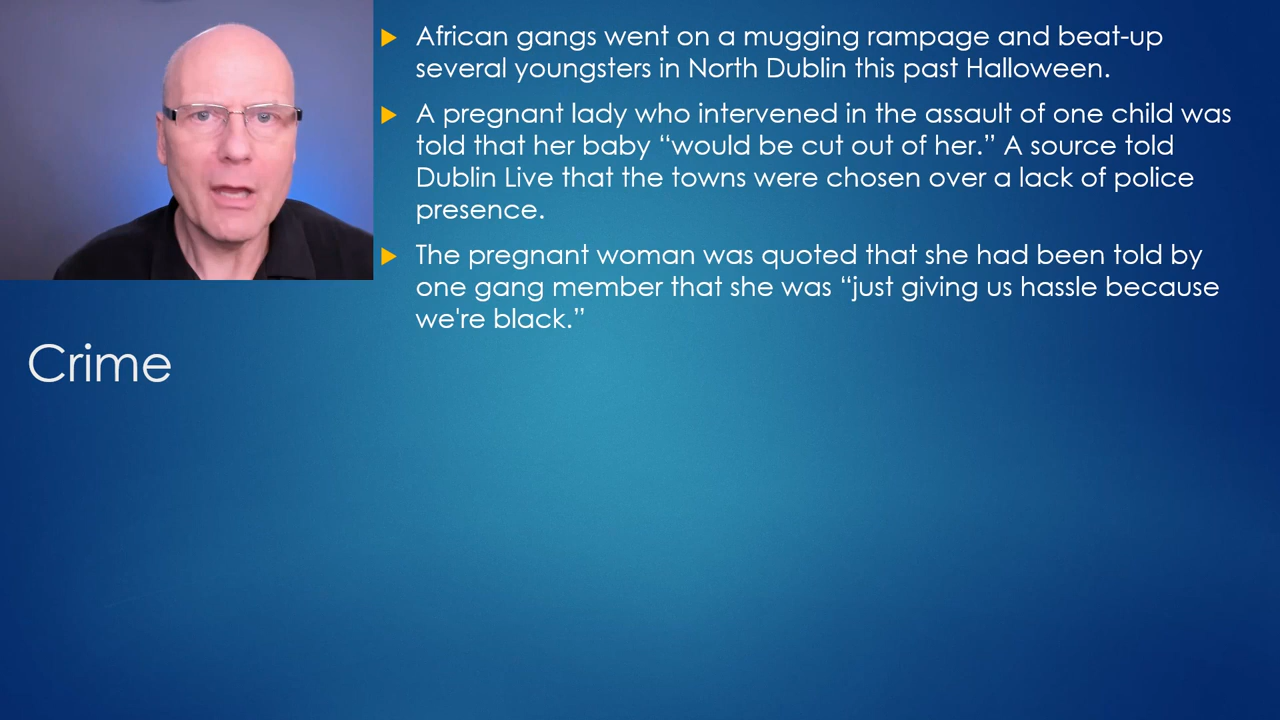 African gangs went on a mugging rampage and beat-up
several youngsters in North Dublin this past Halloween.
A pregnant lady who intervened in the assault of one child was
told that her baby “would be cut out of her.” A source told
Dublin Live that the towns were chosen over a lack of police
presence.
The pregnant woman was quoted that she had been told by
one gang member that she was “just giving us hassle because
we're black.”
Crime